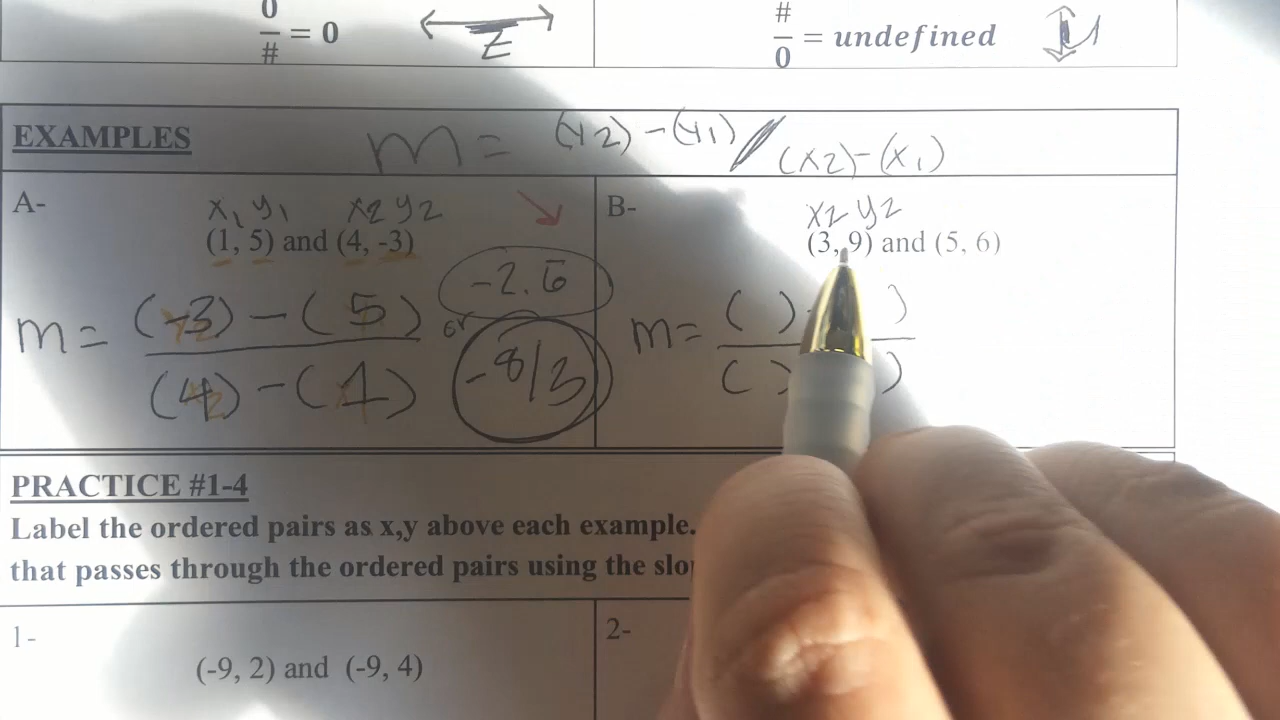 0/# = 0 Z
#/0 = undefined U
EXAMPLES m = (y2) - (y1) / (x2) - (x1)
A- x1 y1 x2 y2
(1, 5) and (4, -3)
m = (-3) - (5)
(4) - (1)
-2.6
or
-8/3
B- x2 y2
(3, 9) and (5, 6)
m = ( ) )
( ) )
PRACTICE #1-4
Label the ordered pairs as x,y above each example.
that passes through the ordered pairs using the
1-
(-9, 2) and (-9, 4)
2-